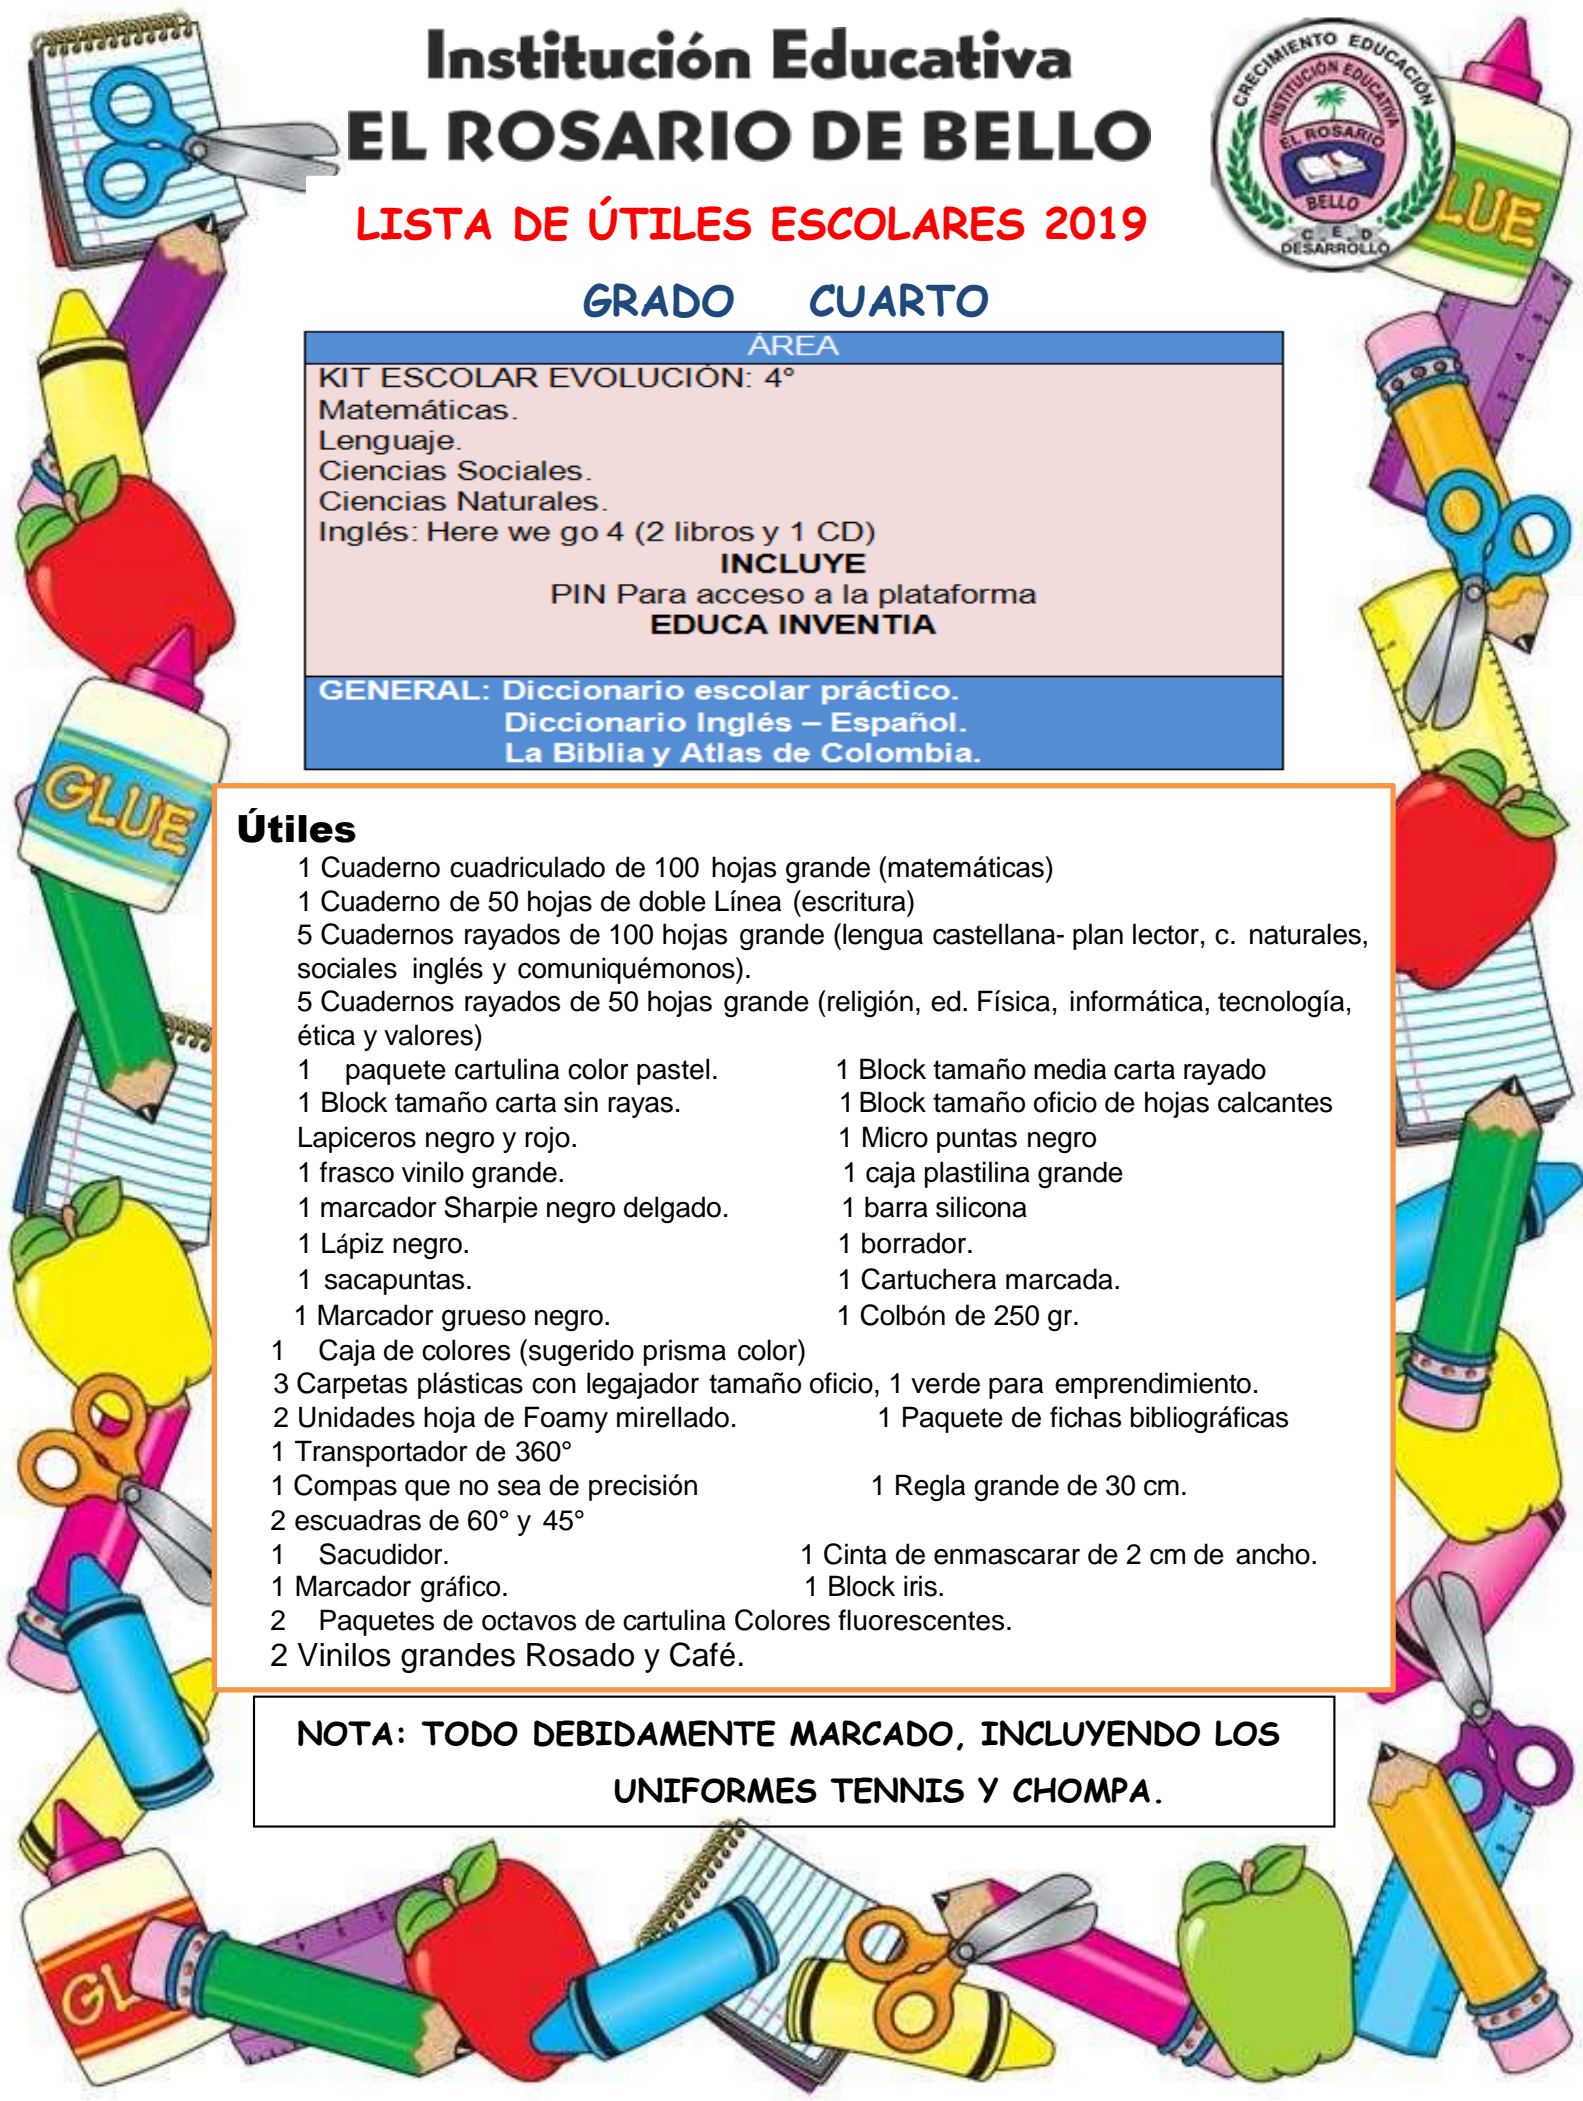 Institución Educativa
EL ROSARIO DE BELLO
CRECIMIENTO EDUCACIÓN
INSTITUCIÓN EDUCATIVA
EL ROSARIO
BELLO
C E D
DESARROLLO
LISTA DE ÚTILES ESCOLARES 2019
GRADO CUARTO
ÁREA
KIT ESCOLAR EVOLUCIÓN: 4°
Matemáticas.
Lenguaje.
Ciencias Sociales.
Ciencias Naturales.
Inglés: Here we go 4 (2 libros y 1 CD)
INCLUYE
PIN Para acceso a la plataforma
EDUCA INVENTIA
GENERAL: Diccionario escolar práctico.
Diccionario Inglés – Español.
La Biblia y Atlas de Colombia.
GLUE
LUE
Útiles
1 Cuaderno cuadriculado de 100 hojas grande (matemáticas)
1 Cuaderno de 50 hojas de doble Línea (escritura)
5 Cuadernos rayados de 100 hojas grande (lengua castellana- plan lector, c. naturales,
sociales inglés y comuniquémonos).
5 Cuadernos rayados de 50 hojas grande (religión, ed. Física, informática, tecnología,
ética y valores)
1 paquete cartulina color pastel. 1 Block tamaño media carta rayado
1 Block tamaño carta sin rayas. 1 Block tamaño oficio de hojas calcantes
Lapiceros negro y rojo. 1 Micro puntas negro
1 frasco vinilo grande. 1 caja plastilina grande
1 marcador Sharpie negro delgado. 1 barra silicona
1 Lápiz negro. 1 borrador.
1 sacapuntas. 1 Cartuchera marcada.
1 Marcador grueso negro. 1 Colbón de 250 gr.
1 Caja de colores (sugerido prisma color)
3 Carpetas plásticas con legajador tamaño oficio, 1 verde para emprendimiento.
2 Unidades hoja de Foamy mirellado. 1 Paquete de fichas bibliográficas
1 Transportador de 360°
1 Compas que no sea de precisión 1 Regla grande de 30 cm.
2 escuadras de 60° y 45°
1 Sacudidor. 1 Cinta de enmascarar de 2 cm de ancho.
1 Marcador gráfico. 1 Block iris.
2 Paquetes de octavos de cartulina Colores fluorescentes.
2 Vinilos grandes Rosado y Café.
NOTA: TODO DEBIDAMENTE MARCADO, INCLUYENDO LOS
UNIFORMES TENNIS Y CHOMPA.
GL